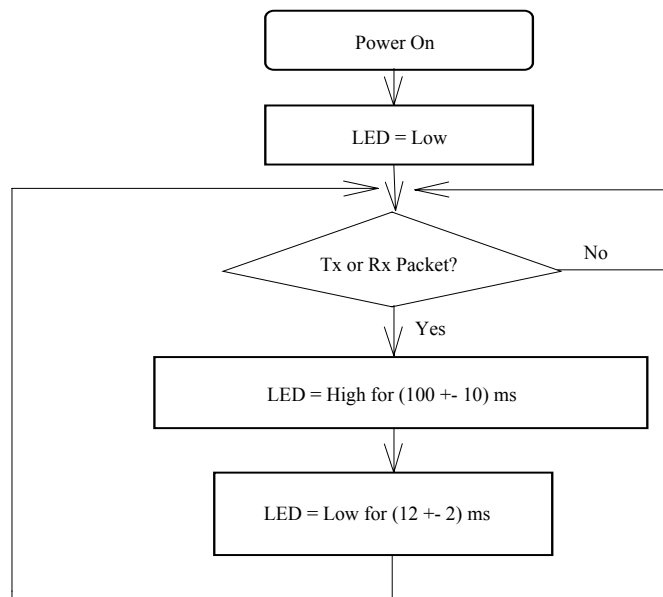 Power On
LED = Low
Tx or Rx Packet?
No
Yes
LED = High for (100 +- 10) ms
LED = Low for (12 +- 2) ms